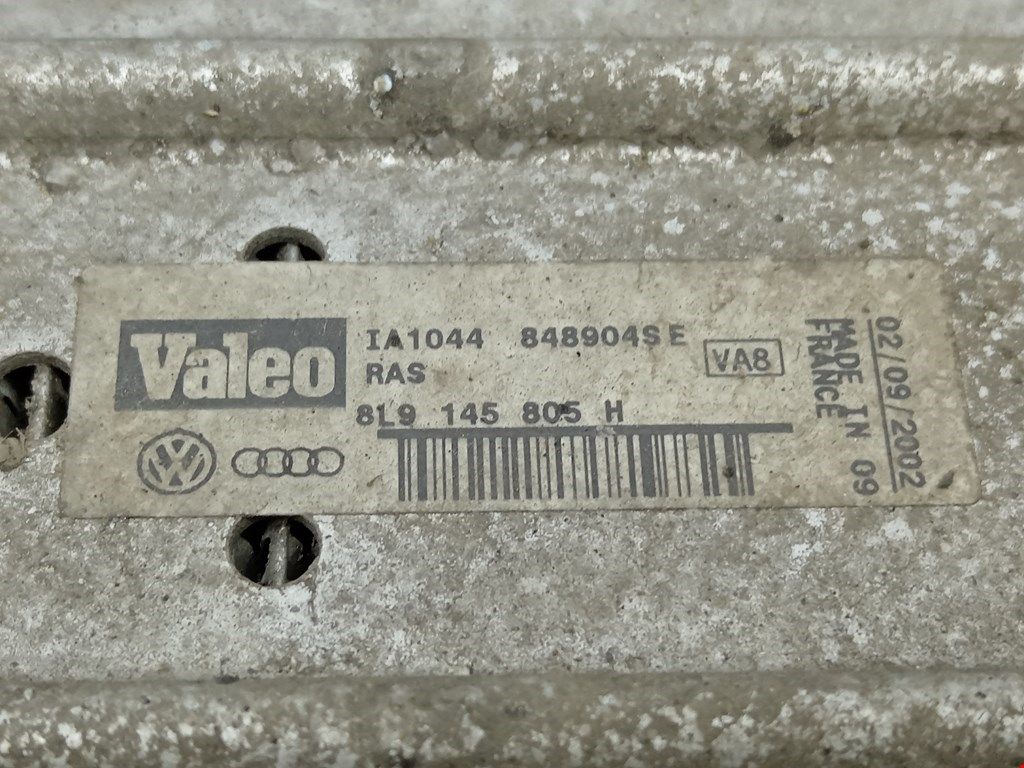 Valeo
IA1044 848904SE
RAS
VA8
8L9 145 805 H
MADE IN 09
FRANCE
02/09/2002